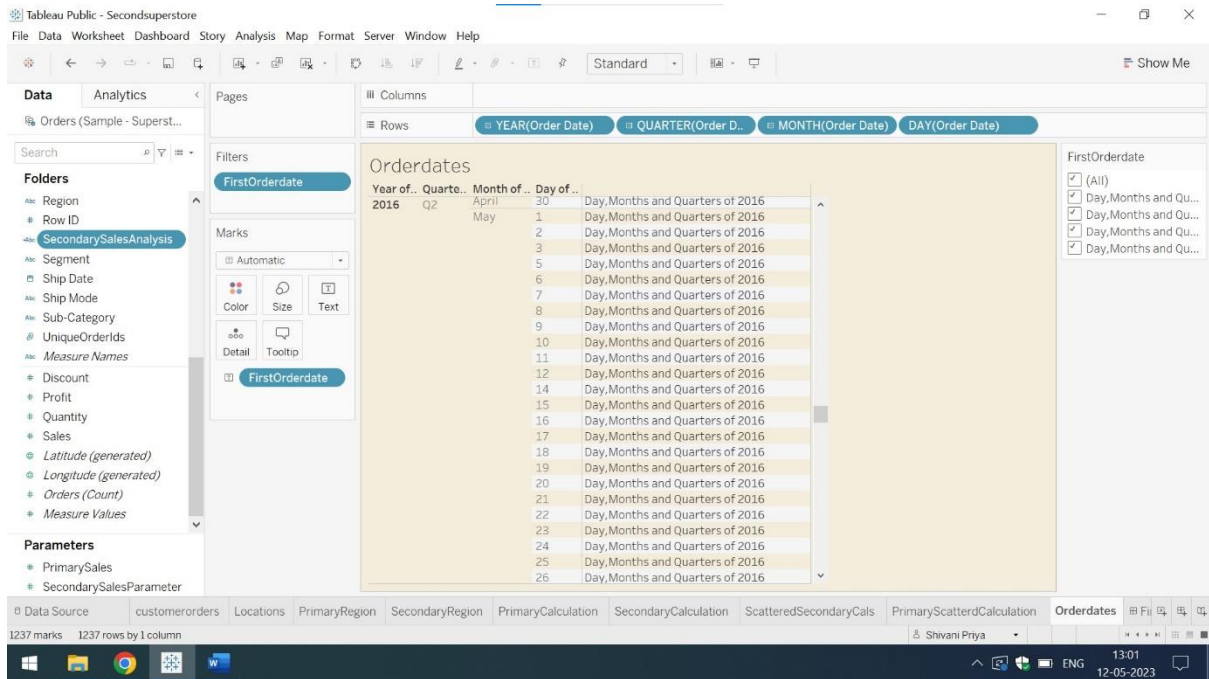 Tableau Public - Secondsuperstore
File Data Worksheet Dashboard Story Analysis Map Format Server Window Help
Standard
Show Me
Data Analytics
Orders (Sample - Superst...
Search
Folders
Abc Region
# Row ID
SecondarySalesAnalysis
Abc Segment
Ship Date
Abc Ship Mode
Abc Sub-Category
UniqueOrderIds
Abc Measure Names
# Discount
# Profit
# Quantity
# Sales
Latitude (generated)
Longitude (generated)
# Orders (Count)
# Measure Values
Parameters
# PrimarySales
# SecondarySalesParameter
Pages
Filters
FirstOrderdate
Marks
Automatic
Color Size Text
Detail Tooltip
FirstOrderdate
Columns
Rows YEAR(Order Date) QUARTER(Order D.. MONTH(Order Date) DAY(Order Date)
Orderdates
Year of.. Quarte.. Month of .. Day of ..
2016 Q2 April 30 Day,Months and Quarters of 2016
May 1 Day,Months and Quarters of 2016
2 Day,Months and Quarters of 2016
3 Day,Months and Quarters of 2016
5 Day,Months and Quarters of 2016
6 Day,Months and Quarters of 2016
7 Day,Months and Quarters of 2016
8 Day,Months and Quarters of 2016
9 Day,Months and Quarters of 2016
10 Day,Months and Quarters of 2016
11 Day,Months and Quarters of 2016
12 Day,Months and Quarters of 2016
14 Day,Months and Quarters of 2016
15 Day,Months and Quarters of 2016
16 Day,Months and Quarters of 2016
17 Day,Months and Quarters of 2016
18 Day,Months and Quarters of 2016
19 Day,Months and Quarters of 2016
20 Day,Months and Quarters of 2016
21 Day,Months and Quarters of 2016
22 Day,Months and Quarters of 2016
23 Day,Months and Quarters of 2016
24 Day,Months and Quarters of 2016
25 Day,Months and Quarters of 2016
26 Day,Months and Quarters of 2016
FirstOrderdate
(All)
Day,Months and Qu...
Day,Months and Qu...
Day,Months and Qu...
Day,Months and Qu...
Data Source customerorders Locations PrimaryRegion SecondaryRegion PrimaryCalculation SecondaryCalculation ScatteredSecondaryCals PrimaryScatterdCalculation Orderdates Fi
1237 marks 1237 rows by 1 column Shivani Priya
ENG 13:01
12-05-2023